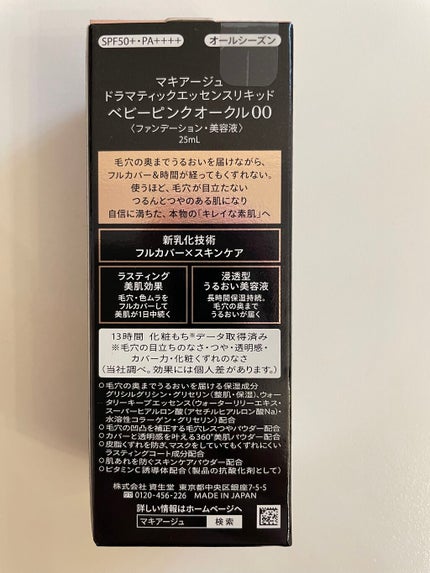 SPF50+・PA++++
オールシーズン
マキアージュ
ドラマティックエッセンスリキッド
ベビーピンクオークル00
〈ファンデーション・美容液〉
25mL
毛穴の奥までうるおいを届けながら、
フルカバー&時間が経ってもくずれない。
使うほど、毛穴が目立たない
つるんとつやのある肌になり
自信に満ちた、本物の「キレイな素肌」へ
新乳化技術
フルカバー×スキンケア
ラスティング
美肌効果
毛穴・色ムラを
フルカバーして
美肌が1日中続く
浸透型
うるおい美容液
長時間保湿持続。
毛穴の奥まで
うるおいが届く
13時間 化粧もち※データ取得済み
※毛穴の目立ちのなさ・つや・透明感・
カバー力・化粧くずれのなさ
(当社調べ。効果には個人差があります。)
○毛穴の奥までうるおいを届ける保湿成分
グリシルグリシン・グリセリン(整肌・保湿)、ウォー
ターリーキープエッセンス(ウォーターリリーエキス・
スーパーヒアルロン酸(アセチルヒアルロン酸Na)・
水溶性コラーゲン・グリセリン)配合
○毛穴の凹凸を補正する毛穴レスつやパウダー配合
○カバーと透明感を叶える360°美肌パウダー配合
○皮脂くずれを防ぎ、マスクをしていてもくずれにくい
ラスティングコート成分配合
○肌あれを防ぐスキンケアパウダー配合
○ビタミンC誘導体配合(製品の抗酸化剤として)
株式会社 資生堂 東京都中央区銀座7-5-5
0120-456-226 MADE IN JAPAN
詳しい情報はホームページへ
マキアージュ 検索